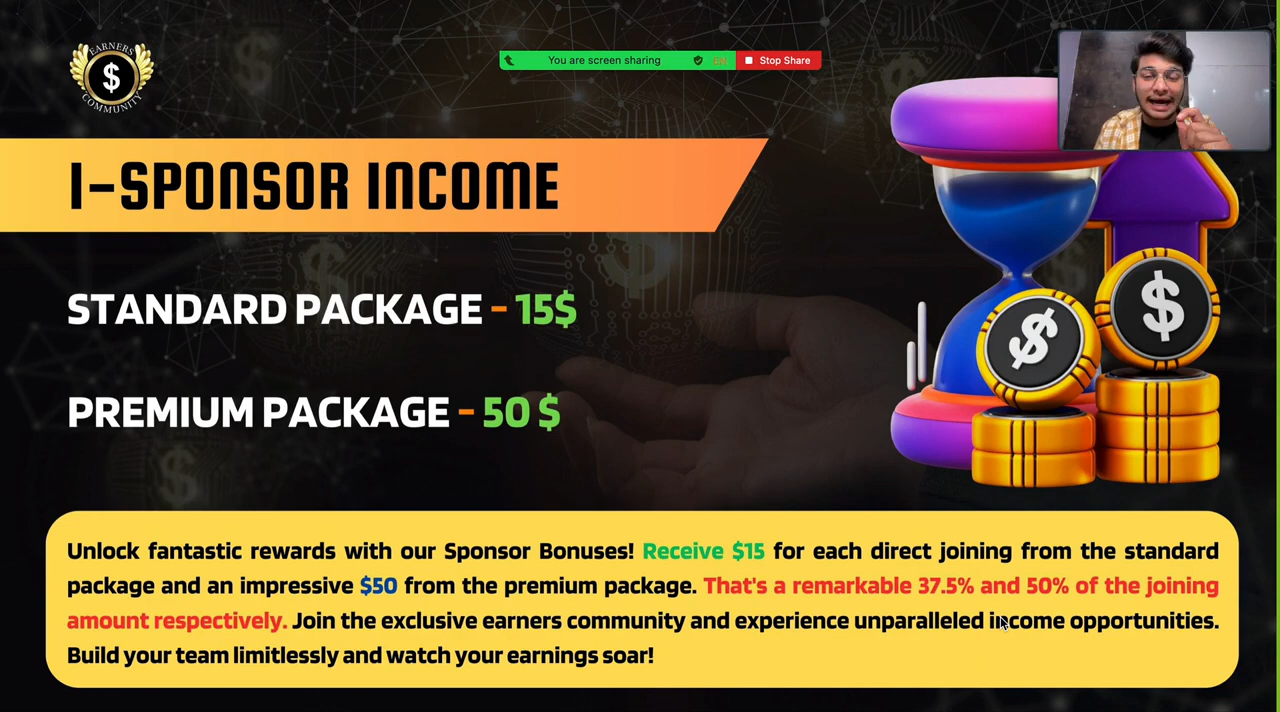 EARNERS
$
COMMUNITY
You are screen sharing
Stop Share
1-SPONSOR INCOME
STANDARD PACKAGE - 15$
PREMIUM PACKAGE - 50 $
$ $
Unlock fantastic rewards with our Sponsor Bonuses! Receive $15 for each direct joining from the standard
package and an impressive $50 from the premium package. That's a remarkable 37.5% and 50% of the joining
amount respectively. Join the exclusive earners community and experience unparalleled income opportunities.
Build your team limitlessly and watch your earnings soar!